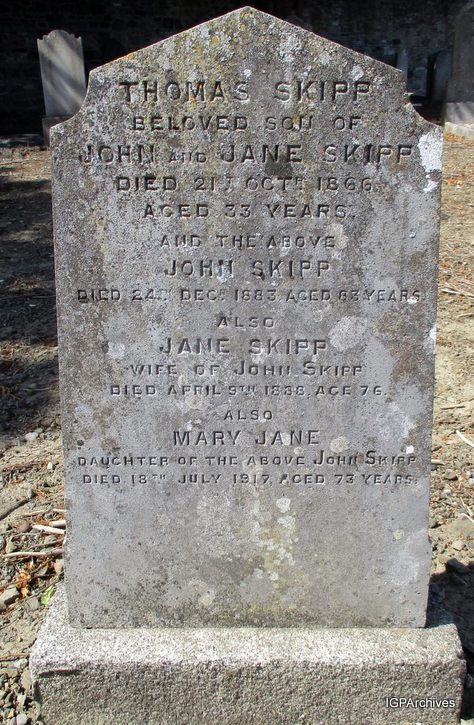 THOMAS SKIPP
BELOVED SON OF
JOHN AND JANE SKIPP
DIED 21ST OCTR 1866
AGED 33 YEARS.
AND THE ABOVE
JOHN SKIPP
DIED 24TH DECR 1883, AGED 83 YEARS
ALSO
JANE SKIPP
WIFE OF JOHN SKIPP
DIED APRIL 9TH 1888, AGE 76.
ALSO
MARY JANE
DAUGHTER OF THE ABOVE JOHN SKIPP
DIED 18TH JULY 1917, AGED 73 YEARS.
IGPArchives